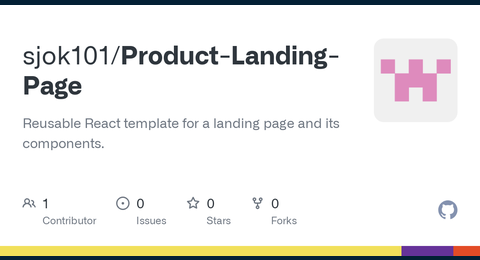 sjok101/Product-Landing-
Page
Reusable React template for a landing page and its
components.
1 0 0 0
Contributor Issues Stars Forks